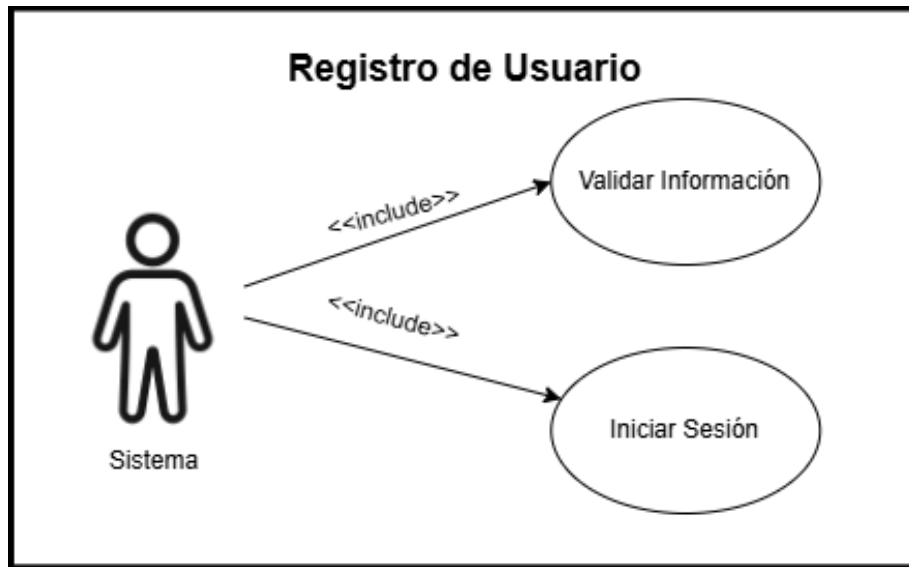 Registro de Usuario
Validar Información
<<include>>
<<include>>
Iniciar Sesión
Sistema